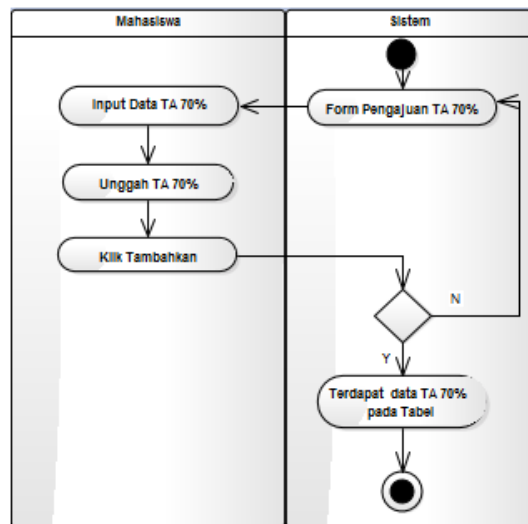 Mahasiswa
Sistem
Form Pengajuan TA 70%
Input Data TA 70%
Unggah TA 70%
Klik Tambahkan
N
Y
Terdapat data TA 70%
pada Tabel